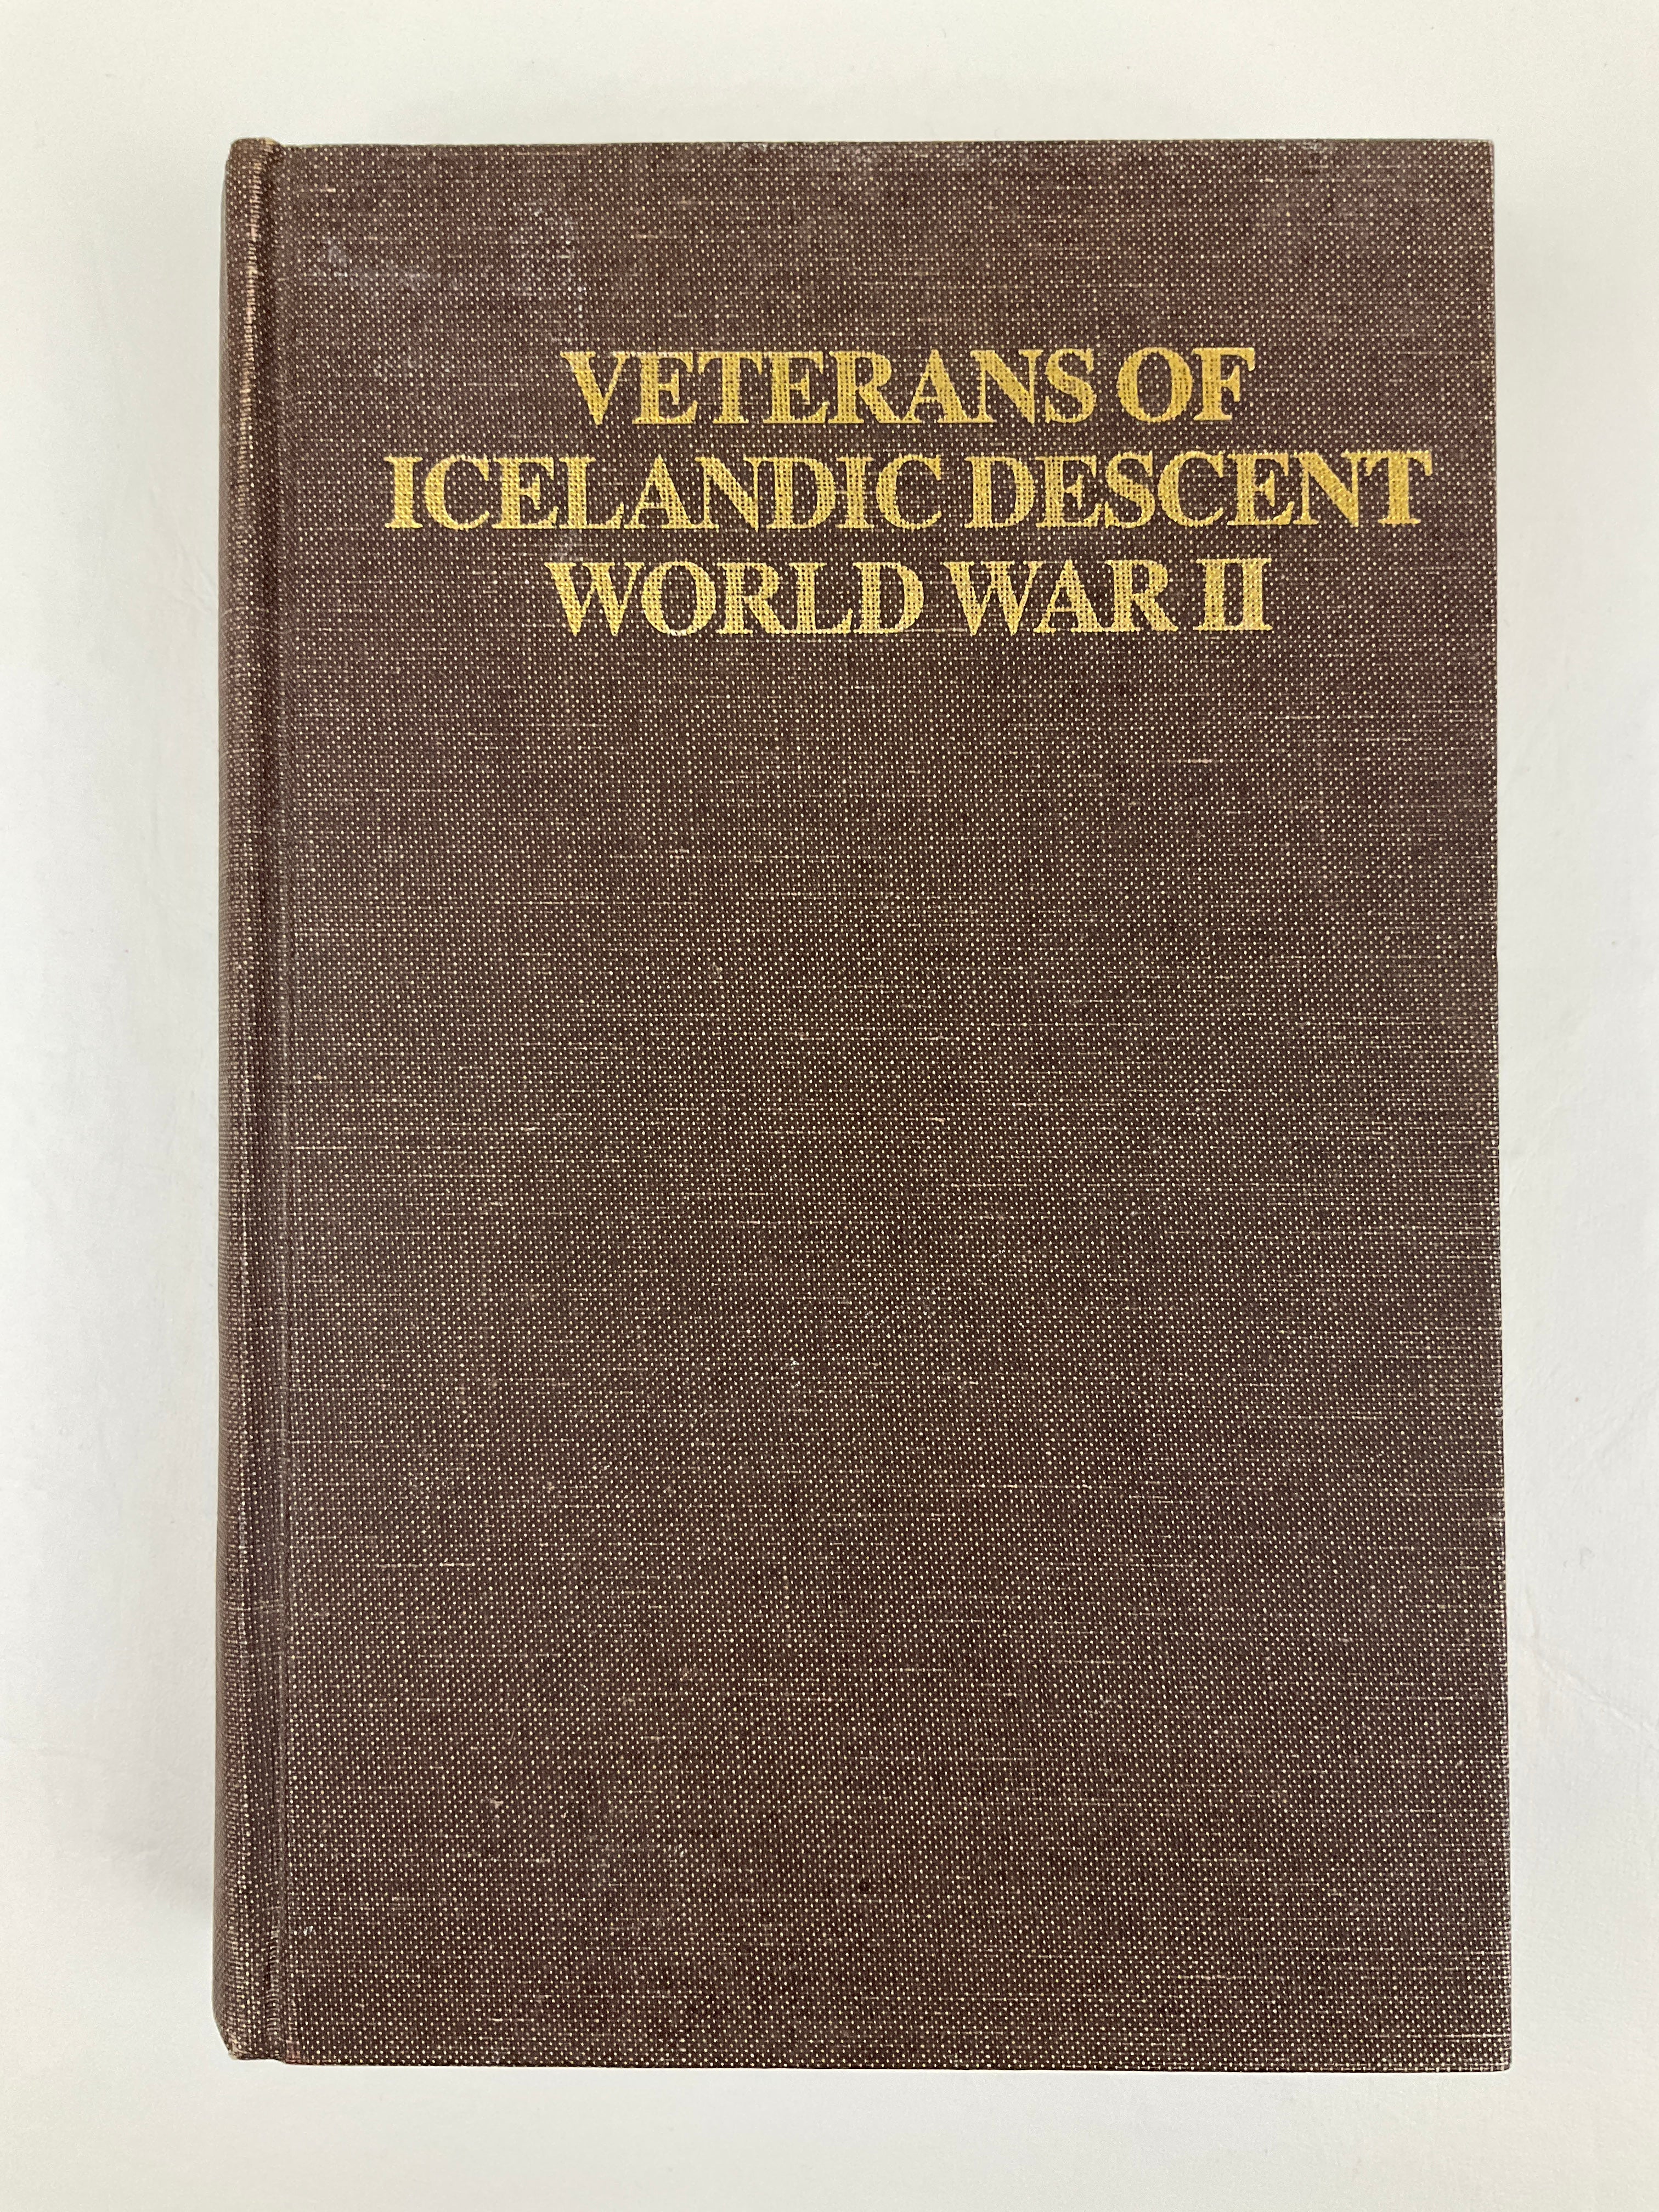 VETERANS OF
ICELANDIC DESCENT
WORLD WAR II